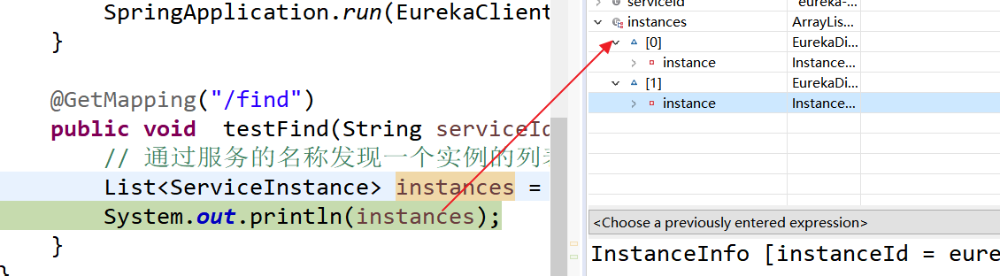 SpringApplication.run(EurekaClient
}
@GetMapping("/find")
public void testFind(String serviceId
// 通过服务的名称发现一个实例的列
List<ServiceInstance> instances =
System.out.println(instances);
}
}
serviceId eureka-...
instances ArrayLis...
[0] EurekaDi...
instance Instance...
[1] EurekaDi...
instance Instance...
<Choose a previously entered expression>
InstanceInfo [instanceId = eure